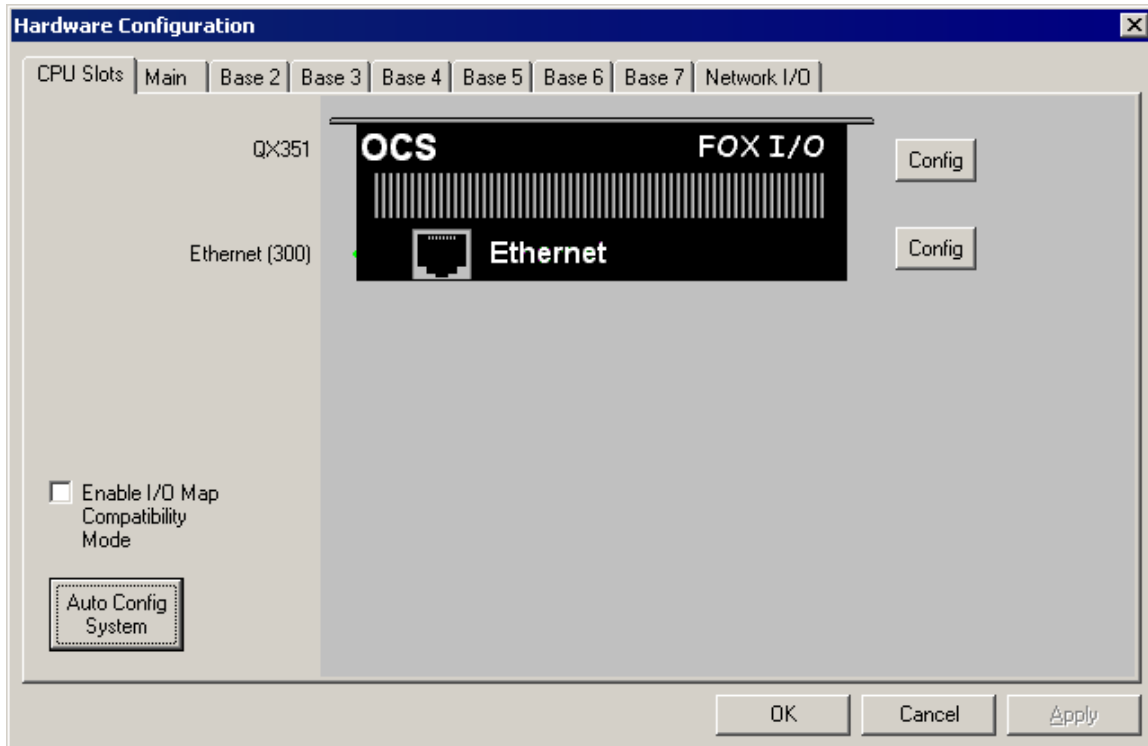 Hardware Configuration
CPU Slots Main Base 2 Base 3 Base 4 Base 5 Base 6 Base 7 Network I/O
QX351 OCS FOX I/O Config
Ethernet (300) Ethernet Config
Enable I/O Map
Compatibility
Mode
Auto Config
System
OK Cancel Apply